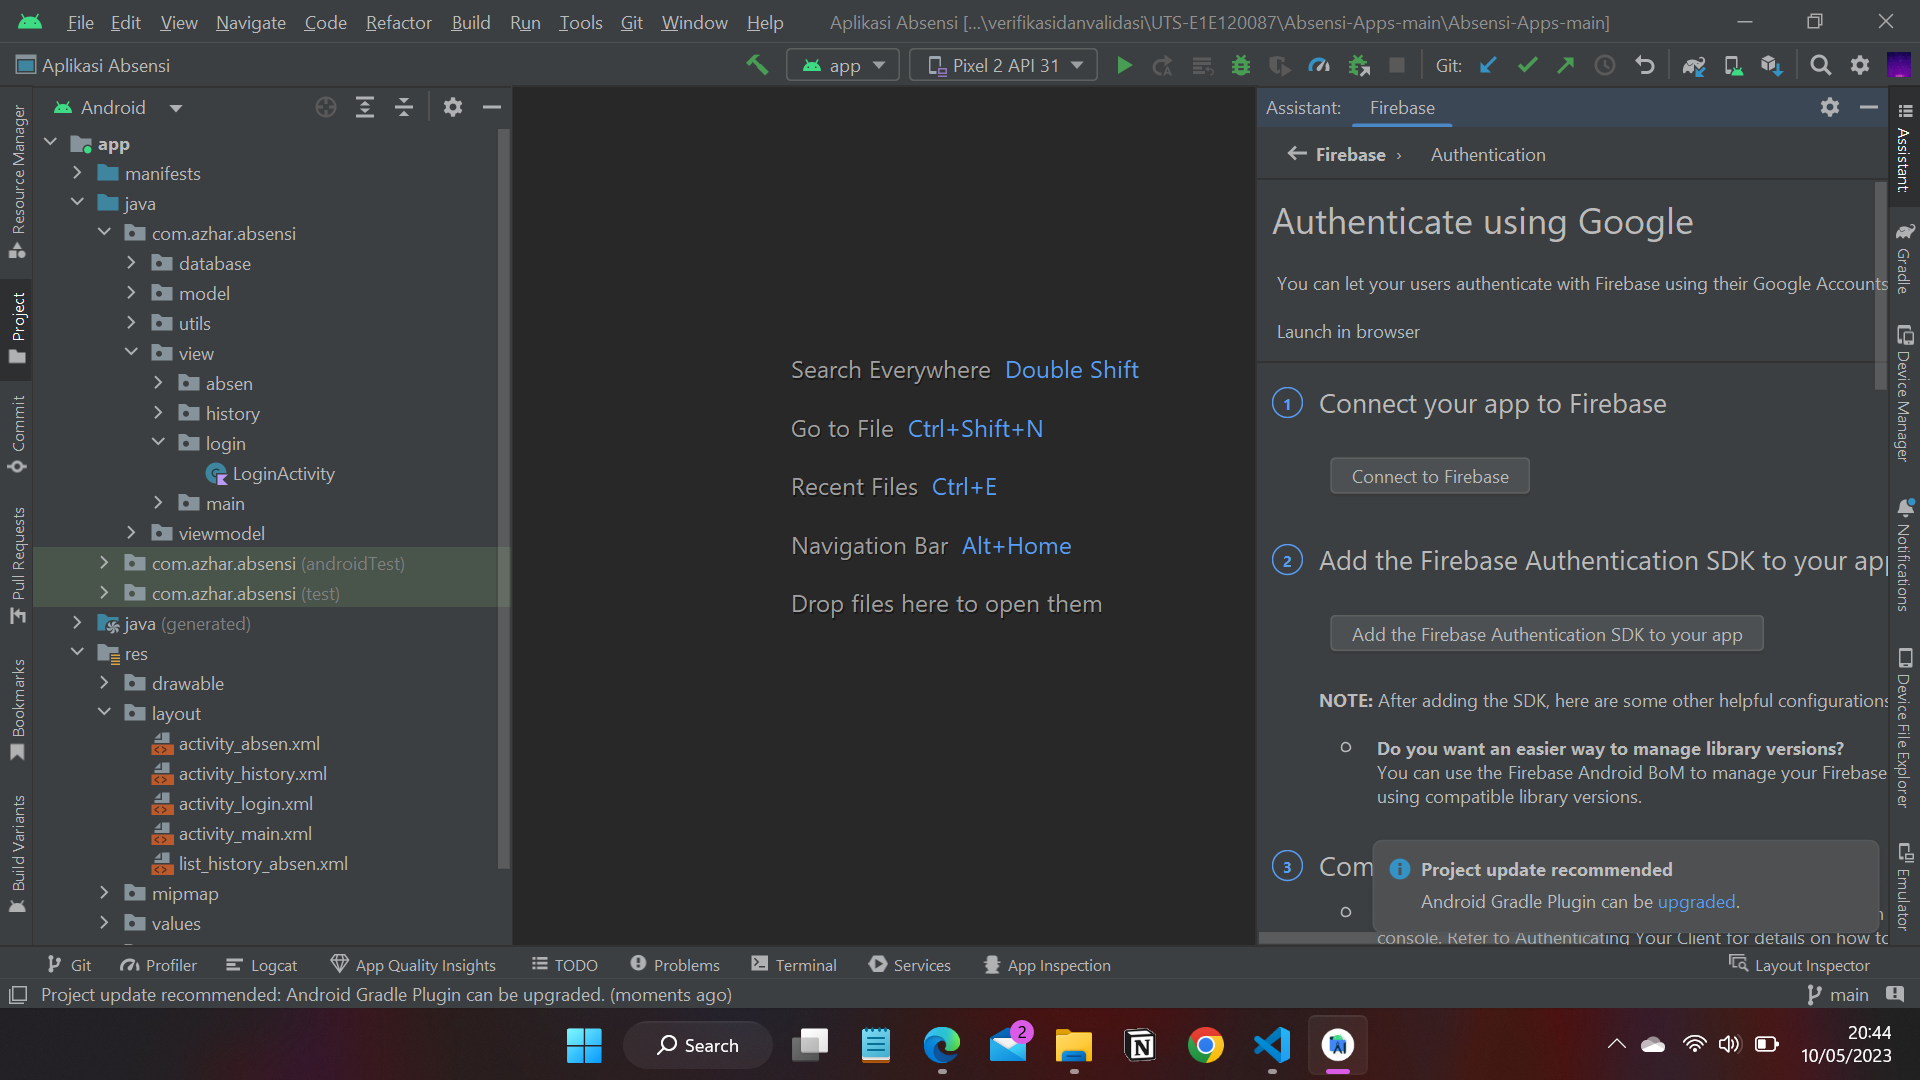 File Edit View Navigate Code Refactor Build Run Tools Git Window Help Aplikasi Absensi [...\verifikasidanvalidasi\UTS-E1E120087\Absensi-Apps-main\Absensi-Apps-main]
Aplikasi Absensi app Pixel 2 API 31 Git:
Resource Manager
Project
Commit
Pull Requests
Bookmarks
Build Variants
Android
app
manifests
java
com.azhar.absensi
database
model
utils
view
absen
history
login
LoginActivity
main
viewmodel
com.azhar.absensi (androidTest)
com.azhar.absensi (test)
java (generated)
res
drawable
layout
activity_absen.xml
activity_history.xml
activity_login.xml
activity_main.xml
list_history_absen.xml
mipmap
values
Search Everywhere Double Shift
Go to File Ctrl+Shift+N
Recent Files Ctrl+E
Navigation Bar Alt+Home
Drop files here to open them
Assistant: Firebase
Firebase › Authentication
Authenticate using Google
You can let your users authenticate with Firebase using their Google Accounts
Launch in browser
1 Connect your app to Firebase
Connect to Firebase
2 Add the Firebase Authentication SDK to your app
Add the Firebase Authentication SDK to your app
NOTE: After adding the SDK, here are some other helpful configurations
Do you want an easier way to manage library versions?
You can use the Firebase Android BoM to manage your Firebase
using compatible library versions.
3 Com
Project update recommended
Android Gradle Plugin can be upgraded.
console. Refer to Authenticating Your Client for details on how to
Assistant:
Gradle
Device Manager
Notifications
Device File Explorer
Emulator
Git Profiler Logcat App Quality Insights TODO Problems Terminal Services App Inspection Layout Inspector
Project update recommended: Android Gradle Plugin can be upgraded. (moments ago) main
Search 2 20:44
10/05/2023